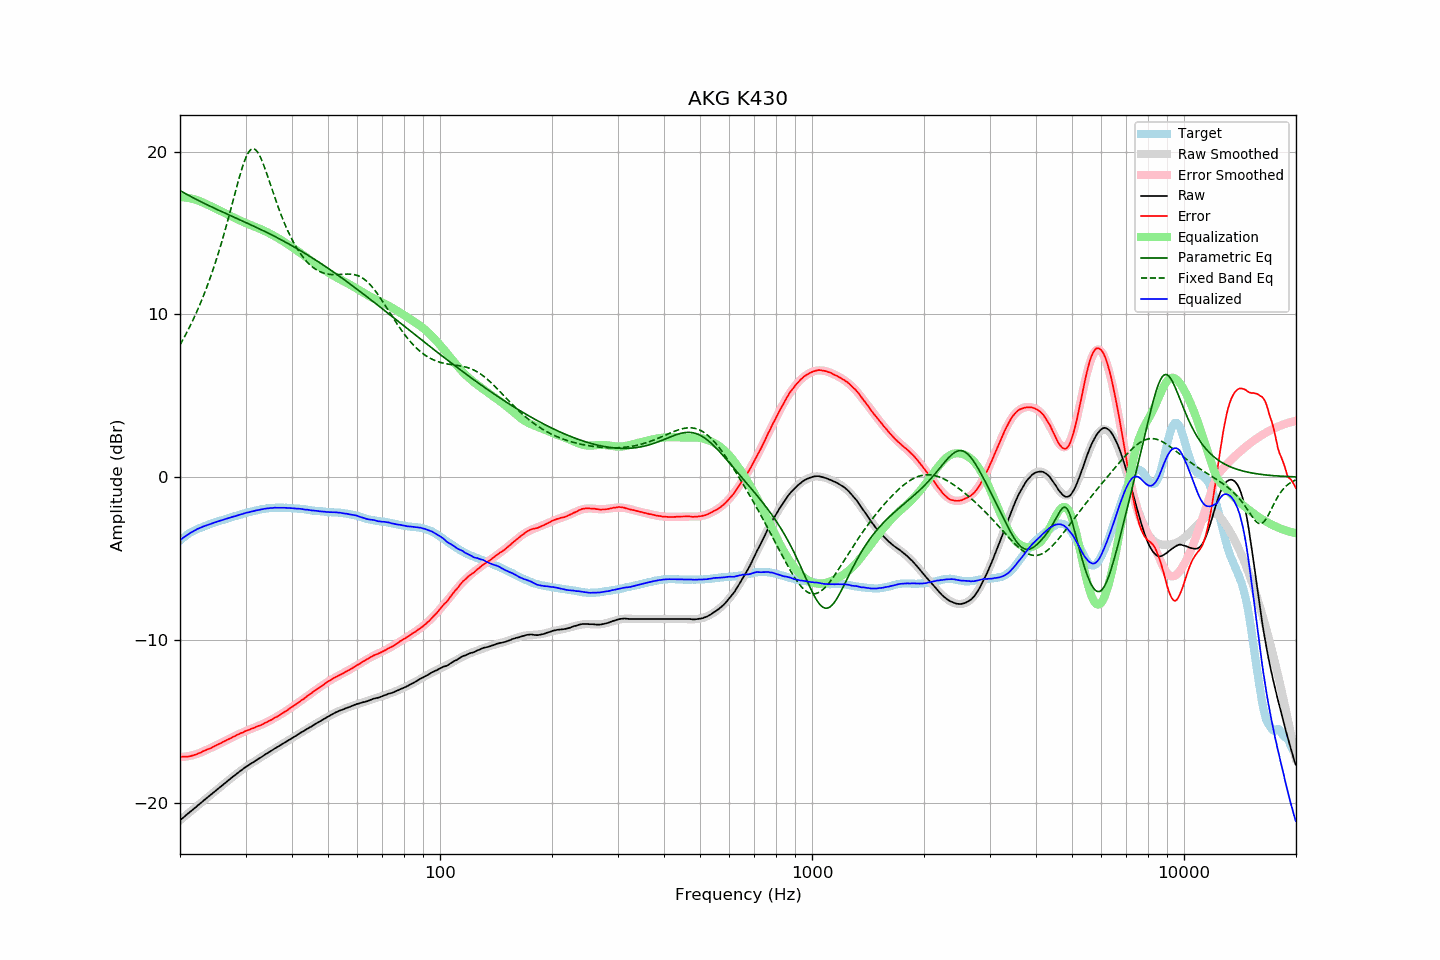 AKG K430
20
10
0
−10
−20
Amplitude (dBr)
100
1000
10000
Frequency (Hz)
Target
Raw Smoothed
Error Smoothed
Raw
Error
Equalization
Parametric Eq
Fixed Band Eq
Equalized